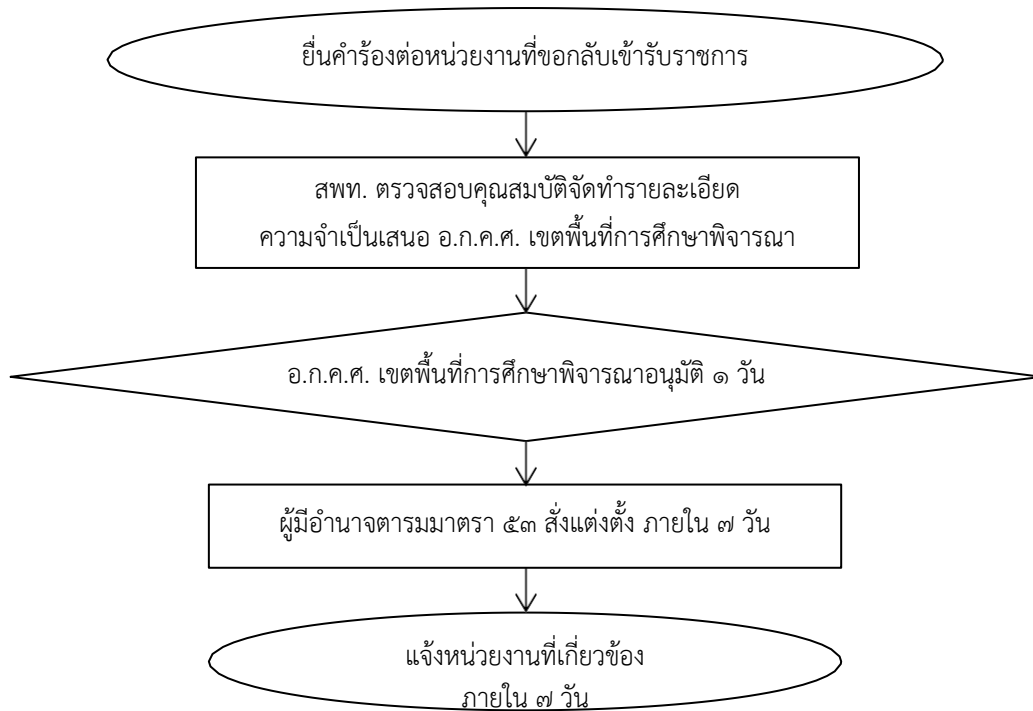 ยื่นคำร้องต่อหน่วยงานที่ขอกลับเข้ารับราชการ
สพท. ตรวจสอบคุณสมบัติจัดทำรายละเอียด
ความจำเป็นเสนอ อ.ก.ค.ศ. เขตพื้นที่การศึกษาพิจารณา
อ.ก.ค.ศ. เขตพื้นที่การศึกษาพิจารณาอนุมัติ ๑ วัน
ผู้มีอำนาจตารมมาตรา ๕๓ สั่งแต่งตั้ง ภายใน ๗ วัน
แจ้งหน่วยงานที่เกี่ยวข้อง
ภายใน ๗ วัน